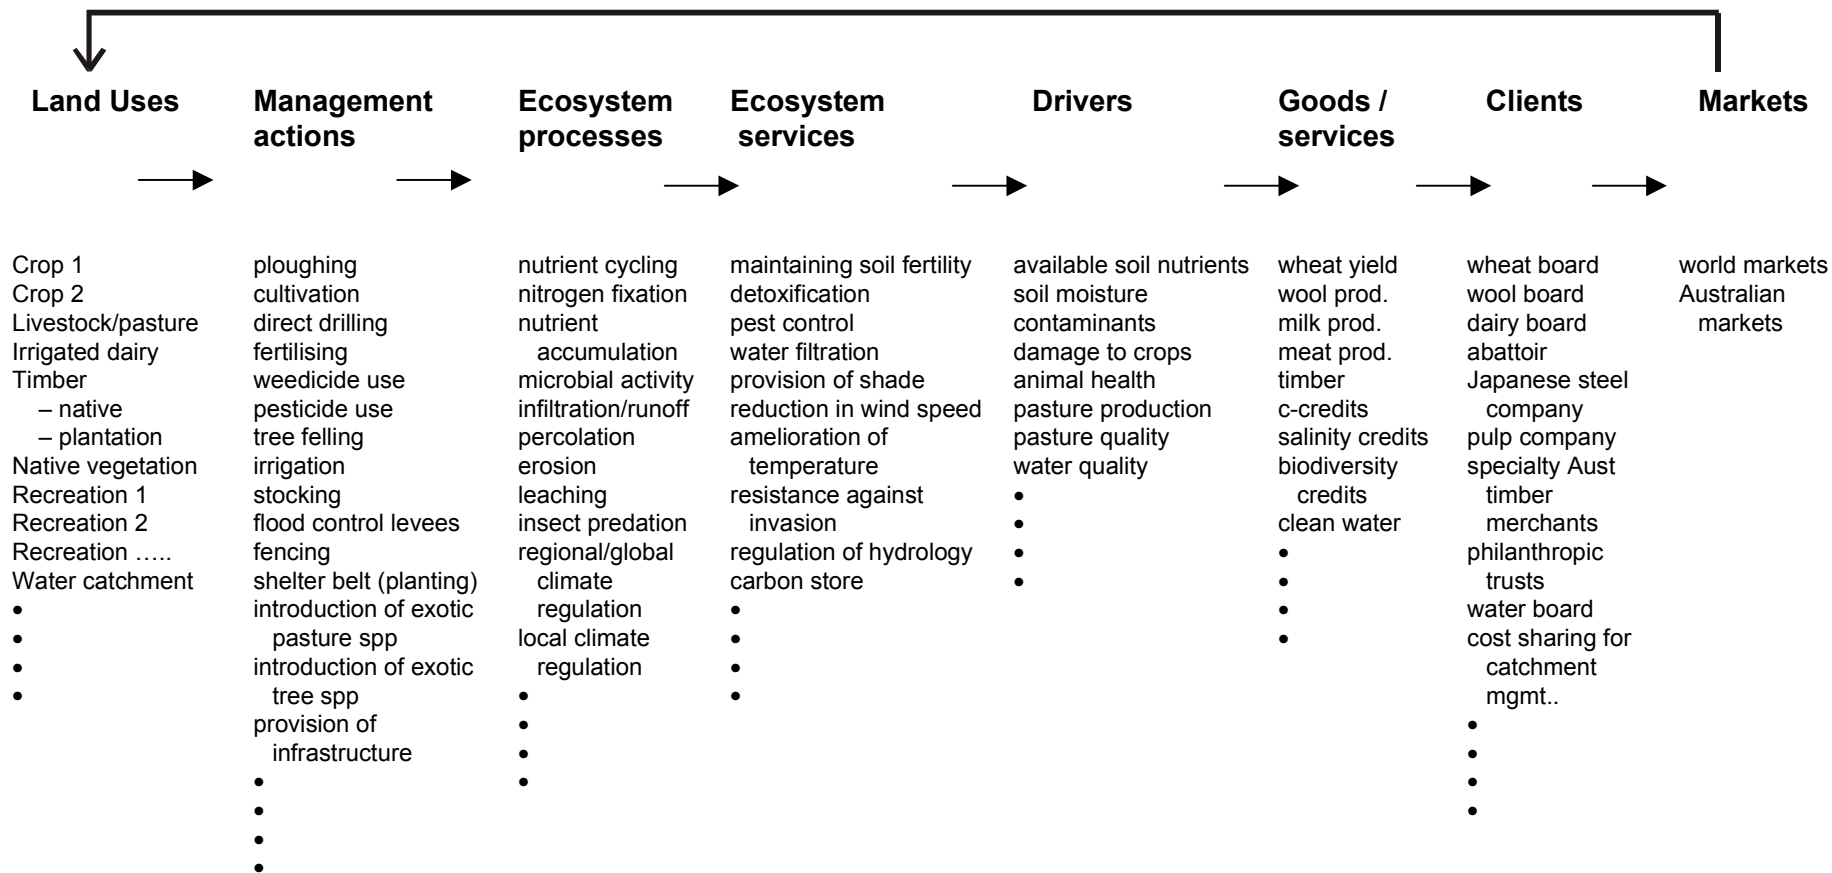 Land Uses
Management
actions
Ecosystem
processes
Ecosystem
services
Drivers
Goods /
services
Clients
Markets
Crop 1
Crop 2
Livestock/pasture
Irrigated dairy
Timber
– native
– plantation
Native vegetation
Recreation 1
Recreation 2
Recreation …..
Water catchment
•
•
•
•
ploughing
cultivation
direct drilling
fertilising
weedicide use
pesticide use
tree felling
irrigation
stocking
flood control levees
fencing
shelter belt (planting)
introduction of exotic
pasture spp
introduction of exotic
tree spp
provision of
infrastructure
•
•
•
•
nutrient cycling
nitrogen fixation
nutrient
accumulation
microbial activity
infiltration/runoff
percolation
erosion
leaching
insect predation
regional/global
climate
regulation
local climate
regulation
•
•
•
•
maintaining soil fertility
detoxification
pest control
water filtration
provision of shade
reduction in wind speed
amelioration of
temperature
resistance against
invasion
regulation of hydrology
carbon store
•
•
•
•
available soil nutrients
soil moisture
contaminants
damage to crops
animal health
pasture production
pasture quality
water quality
•
•
•
•
wheat yield
wool prod.
milk prod.
meat prod.
timber
c-credits
salinity credits
biodiversity
credits
clean water
•
•
•
•
wheat board
wool board
dairy board
abattoir
Japanese steel
company
pulp company
specialty Aust
timber
merchants
philanthropic
trusts
water board
cost sharing for
catchment
mgmt..
•
•
•
•
world markets
Australian
markets